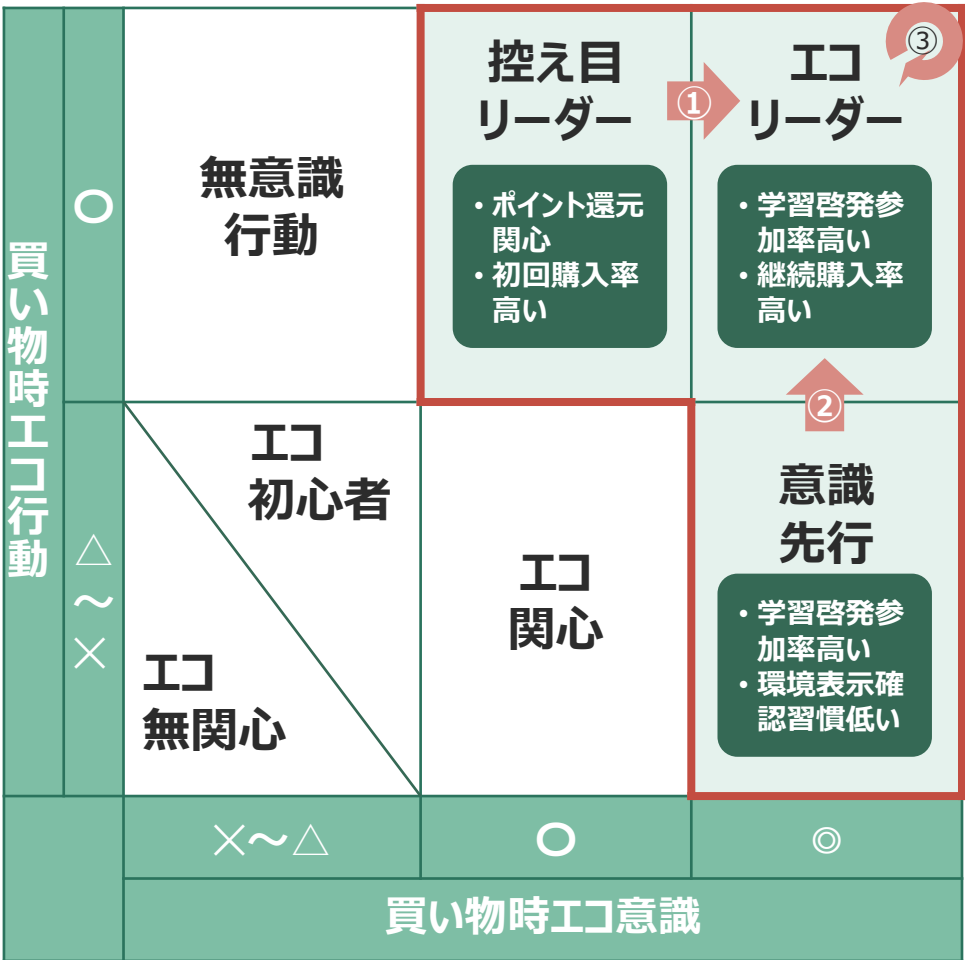 買い物時エコ行動
〇
無意識
行動
控え目
リーダー
・ポイント還元
関心
・初回購入率
高い
①
エコ
リーダー
③
・学習啓発参
加率高い
・継続購入率
高い
②
△
～
×
エコ
初心者
エコ
無関心
エコ
関心
意識
先行
・学習啓発参
加率高い
・環境表示確
認習慣低い
×～△
〇
◎
買い物時エコ意識